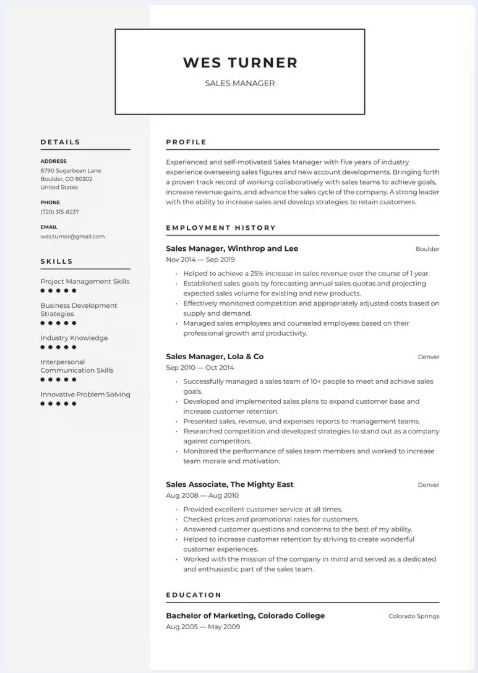 WES TURNER
SALES MANAGER
DETAILS
ADDRESS
8790 Sugarbean Lane
Boulder, CO 80302
United States
PHONE
(720) 315-8237
EMAIL
wes.turner@gmail.com
SKILLS
Project Management Skills
Business Development
Strategies
Industry Knowledge
Interpersonal
Communication Skills
Innovative Problem Solving
PROFILE
Experienced and self-motivated Sales Manager with five years of industry
experience overseeing sales figures and new account developments. Bringing forth
a proven track record of working collaboratively with sales teams to achieve goals,
increase revenue gains, and advance the sales cycle of the company. A strong leader
with the ability to increase sales and develop strategies to retain customers.
EMPLOYMENT HISTORY
Sales Manager, Winthrop and Lee Boulder
Nov 2014 — Sep 2019
• Helped to achieve a 25% increase in sales revenue over the course of 1 year.
• Established sales goals by forecasting annual sales quotas and projecting
expected sales volume for existing and new products.
• Effectively monitored competition and appropriately adjusted costs based on
supply and demand.
• Managed sales employees and counseled employees based on their
professional growth and productivity.
Sales Manager, Lola & Co Denver
Sep 2010 — Oct 2014
• Successfully managed a sales team of 10+ people to meet and achieve sales
goals.
• Developed and implemented sales plans to expand customer base and
increase customer retention.
• Presented sales, revenue, and expenses reports to management teams.
• Researched competition and developed strategies to stand out as a company
against competitors.
• Monitored the performance of sales team members and worked to increase
team morale and motivation.
Sales Associate, The Mighty East Denver
Aug 2008 — Aug 2010
• Provided excellent customer service at all times.
• Checked prices and promotional rates for customers.
• Answered customer questions and concerns to the best of my ability.
• Helped to increase customer retention by striving to create wonderful
customer experiences.
• Worked with the mission of the company in mind and served as a dedicated
and enthusiastic part of the sales team.
EDUCATION
Bachelor of Marketing, Colorado College Colorado Springs
Aug 2005 — May 2009